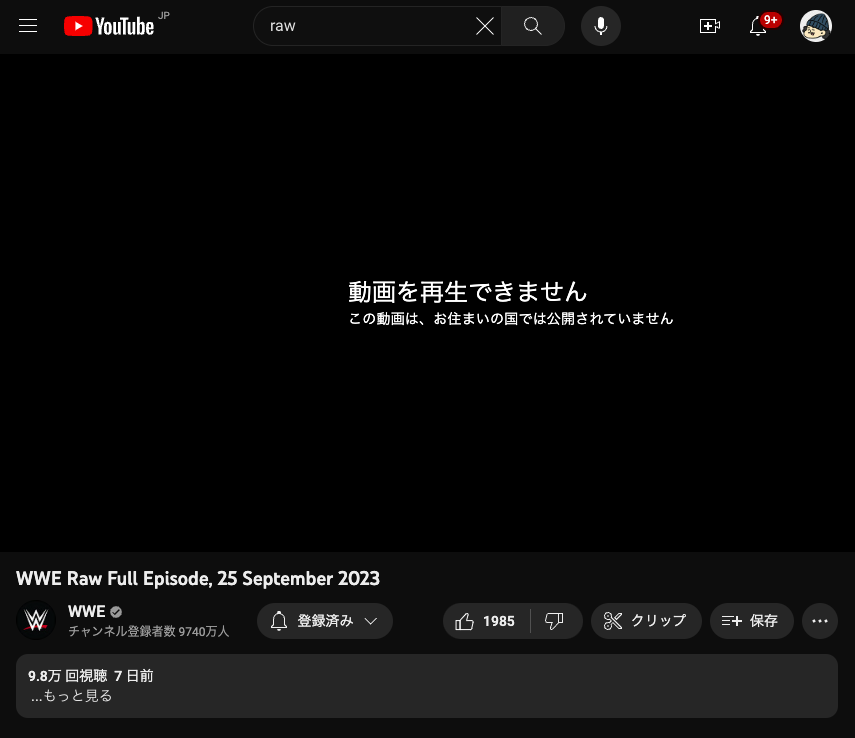 YouTube JP
raw
9+
動画を再生できません
この動画は、お住まいの国では公開されていません
WWE Raw Full Episode, 25 September 2023
W
WWE
チャンネル登録者数 9740万人
登録済み
1985
クリップ
保存
9.8万 回視聴 7 日前
...もっと見る